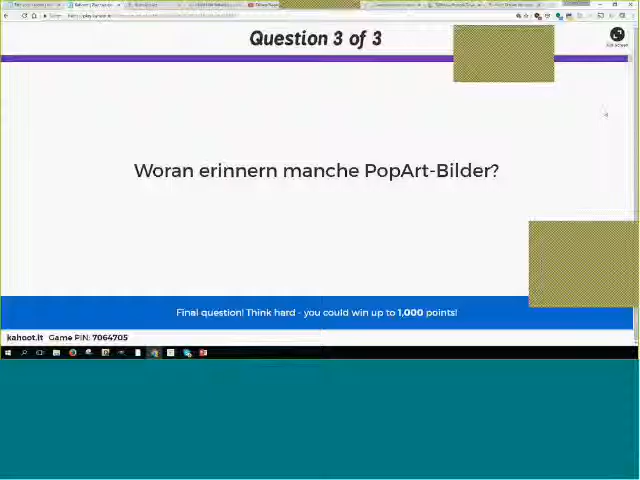 Question 3 of 3
Woran erinnern manche PopArt-Bilder?
Final question! Think hard - you could win up to 1,000 points!
kahoot.it Game PIN: 7064705